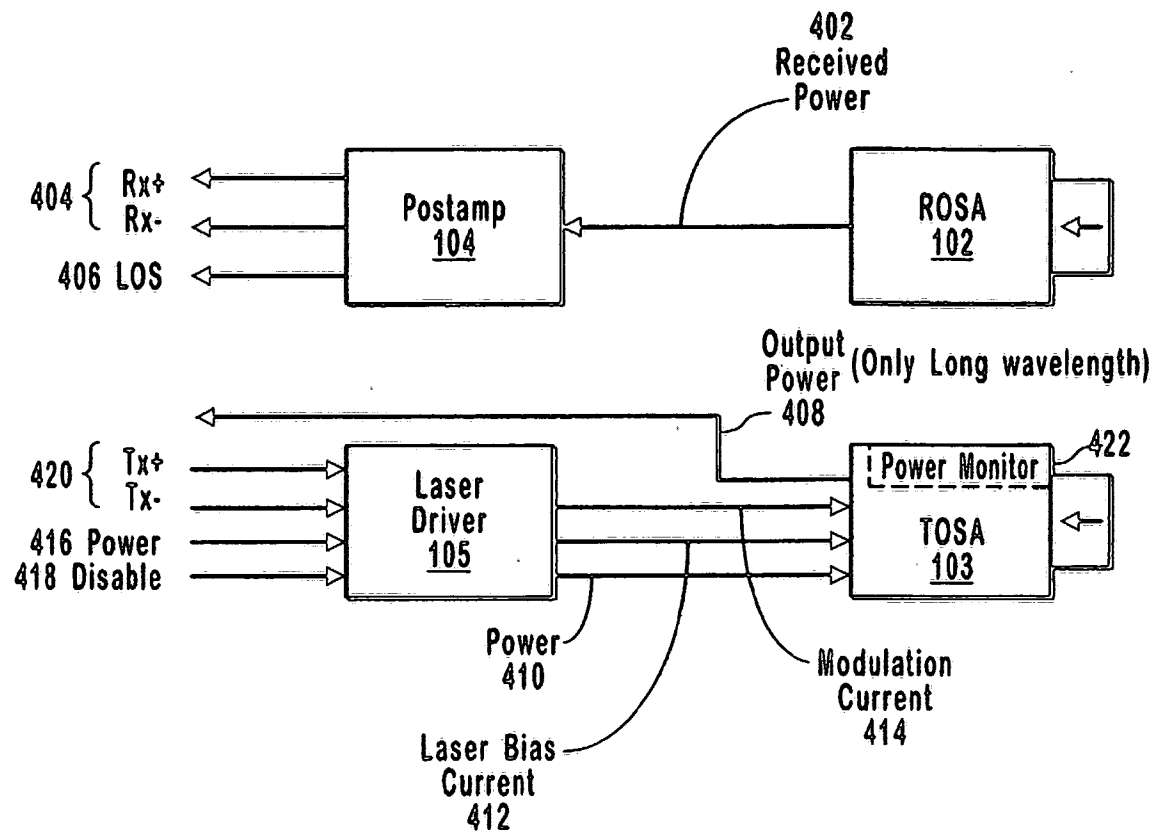 402
Received
Power
404 { Rx+
Rx-
406 LOS
Postamp
104
ROSA
102
Output
Power
408
(Only Long wavelength)
420 { Tx+
Tx-
416 Power
418 Disable
Laser
Driver
105
Power Monitor
422
TOSA
103
Power
410
Modulation
Current
414
Laser Bias
Current
412